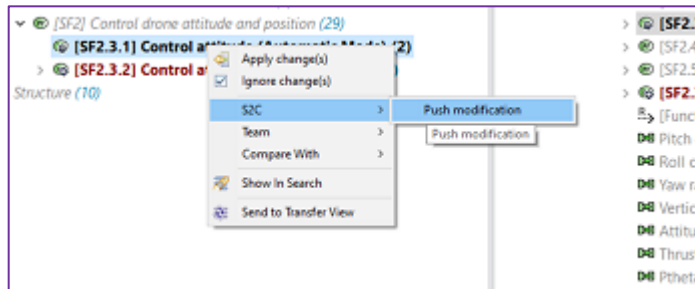 [SF2] Control drone attitude and position (29)
[SF2.3.1] Control attitude (Automatic Mode) (2)
[SF2.3.2] Control at
Structure (10)
Apply change(s)
Ignore change(s)
S2C
Team
Compare With
Show In Search
Send to Transfer View
Push modification
Push modification
[SF2.
[SF2.4
[SF2.5
[SF2.
[Func
Pitch
Roll c
Yaw r
Vertic
Attitu
Thrus
Ptheta